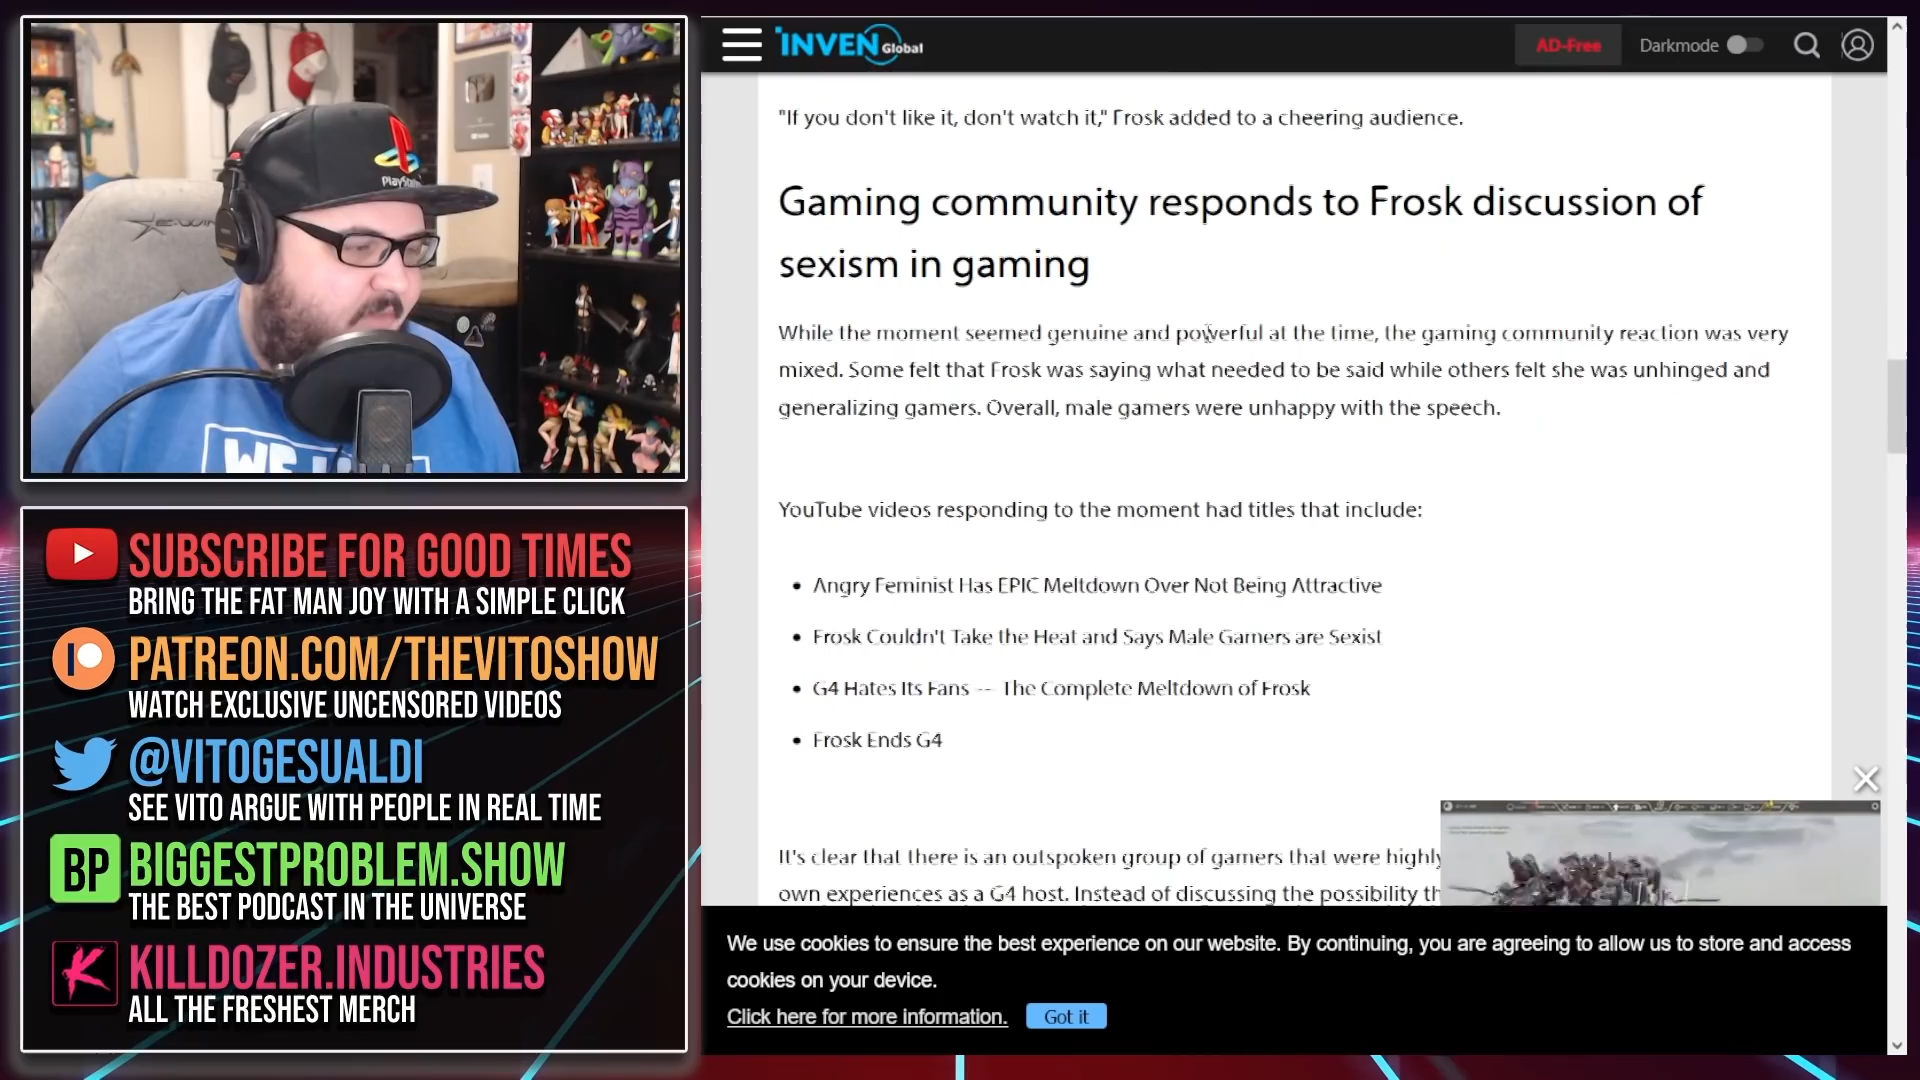 PlayStation
WE
SUBSCRIBE FOR GOOD TIMES
BRING THE FAT MAN JOY WITH A SIMPLE CLICK
PATREON.COM/THEVITOSHOW
WATCH EXCLUSIVE UNCENSORED VIDEOS
@VITOGESUALDI
SEE VITO ARGUE WITH PEOPLE IN REAL TIME
BP
BIGGESTPROBLEM.SHOW
THE BEST PODCAST IN THE UNIVERSE
K
KILLDOZER.INDUSTRIES
ALL THE FRESHEST MERCH
INVEN Global
AD-Free
Darkmode
"If you don't like it, don't watch it," Frosk added to a cheering audience.
Gaming community responds to Frosk discussion of
sexism in gaming
While the moment seemed genuine and powerful at the time, the gaming community reaction was very
mixed. Some felt that Frosk was saying what needed to be said while others felt she was unhinged and
generalizing gamers. Overall, male gamers were unhappy with the speech.
YouTube videos responding to the moment had titles that include:
• Angry Feminist Has EPIC Meltdown Over Not Being Attractive
• Frosk Couldn't Take the Heat and Says Male Gamers are Sexist
• G4 Hates Its Fans -- The Complete Meltdown of Frosk
• Frosk Ends G4
It's clear that there is an outspoken group of gamers that were highly
own experiences as a G4 host. Instead of discussing the possibility th
We use cookies to ensure the best experience on our website. By continuing, you are agreeing to allow us to store and access
cookies on your device.
Click here for more information.
Got it